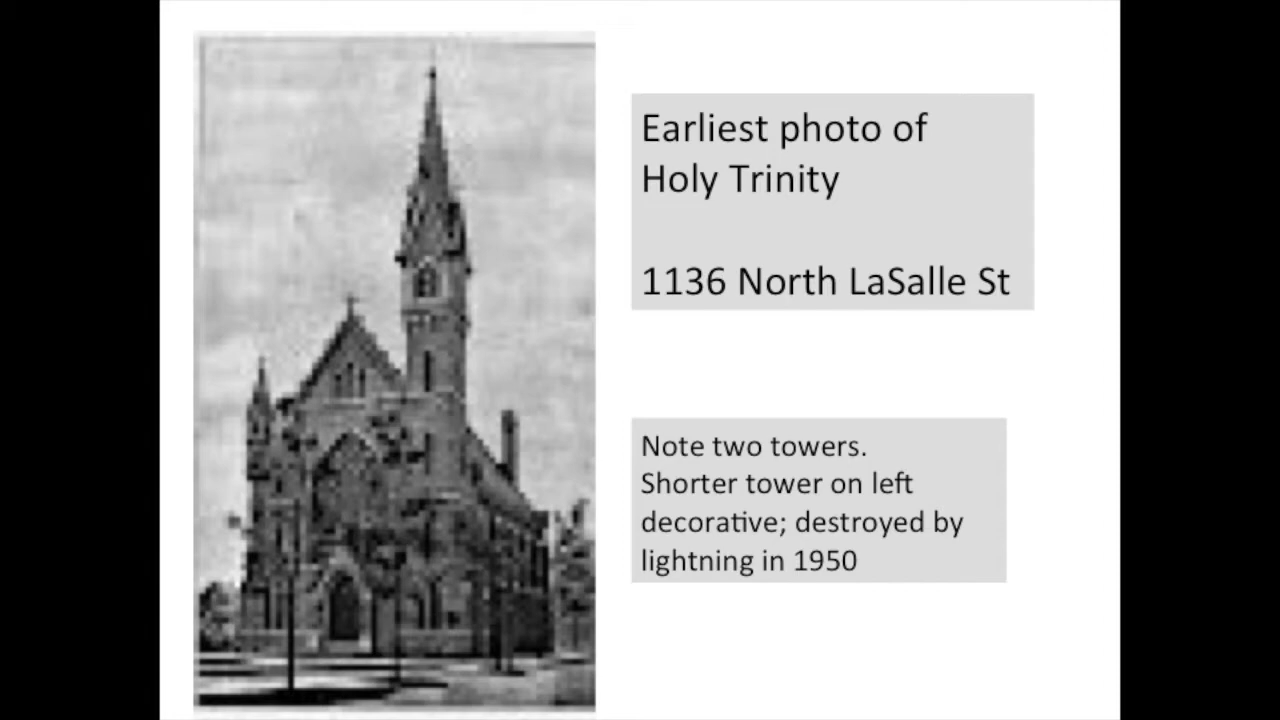 Earliest photo of
Holy Trinity
1136 North LaSalle St
Note two towers.
Shorter tower on left
decorative; destroyed by
lightning in 1950